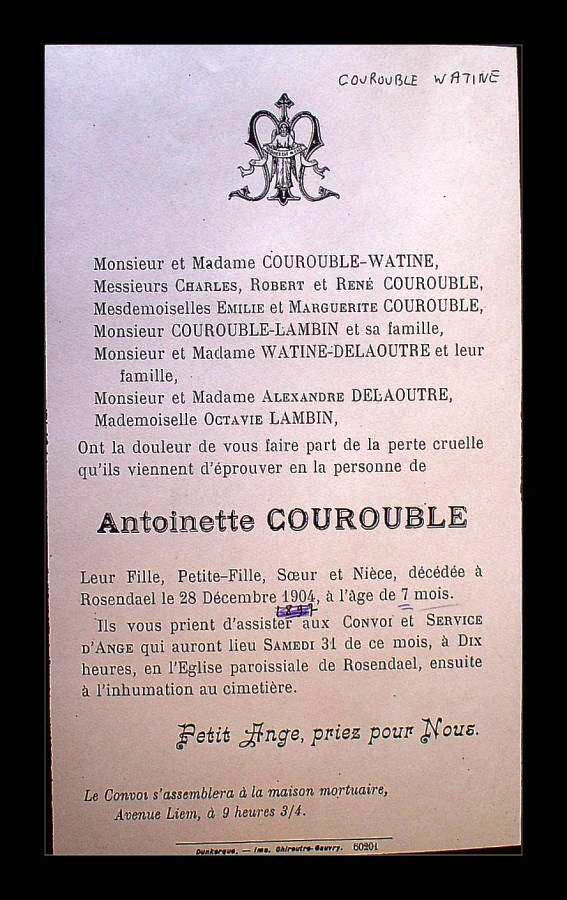 COUROUBLE WATINE
Monsieur et Madame COUROUBLE-WATINE,
Messieurs CHARLES, ROBERT et RENÉ COUROUBLE,
Mesdemoiselles EMILIE et MARGUERITE COUROUBLE,
Monsieur COUROUBLE-LAMBIN et sa famille,
Monsieur et Madame WATINE-DELAOUTRE et leur
famille,
Monsieur et Madame ALEXANDRE DELAOUTRE,
Mademoiselle OCTAVIE LAMBIN,
Ont la douleur de vous faire part de la perte cruelle
qu'ils viennent d'éprouver en la personne de
Antoinette COUROUBLE
Leur Fille, Petite-Fille, Sœur et Nièce, décédée à
Rosendael le 28 Décembre 1904, à l'âge de 7 mois.
Ils vous prient d'assister aux CONVOI et SERVICE
D'ANGE qui auront lieu SAMEDI 31 de ce mois, à DIX
heures, en l'Eglise paroissiale de Rosendael, ensuite
à l'inhumation au cimetière.
Petit Ange, priez pour Nous.
Le Convoi s'assemblera à la maison mortuaire,
Avenue Liem, à 9 heures 3/4.
Dunkerque. — Imp. Chiroutre-Gauvry. 60201